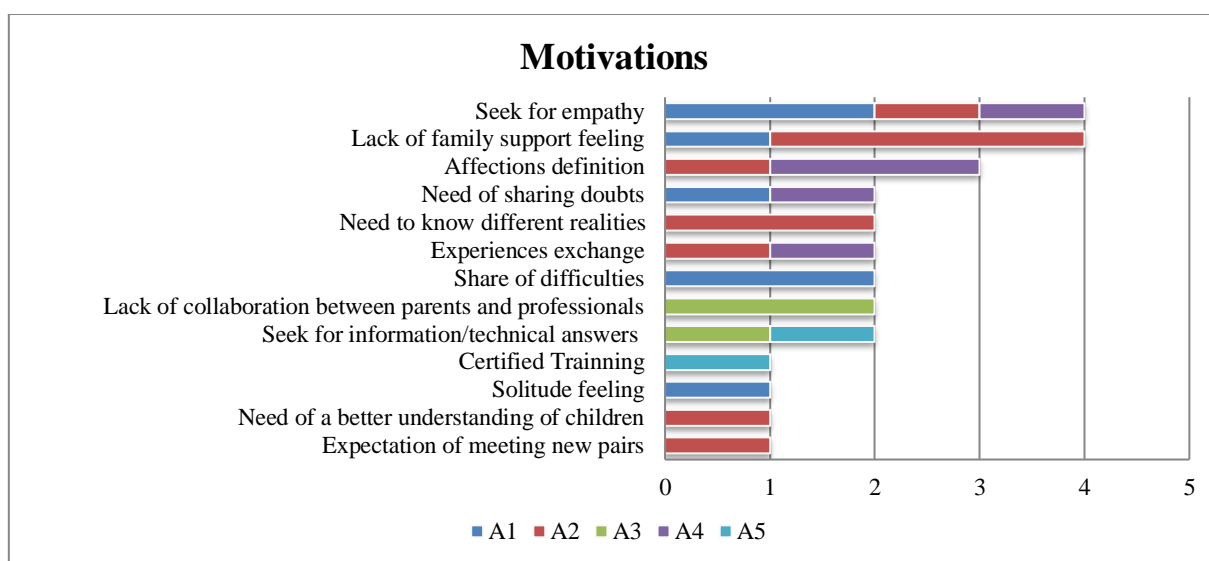 Motivations
Seek for empathy
Lack of family support feeling
Affections definition
Need of sharing doubts
Need to know different realities
Experiences exchange
Share of difficulties
Lack of collaboration between parents and professionals
Seek for information/technical answers
Certified Trainning
Solitude feeling
Need of a better understanding of children
Expectation of meeting new pairs
0 1 2 3 4 5
A1 A2 A3 A4 A5